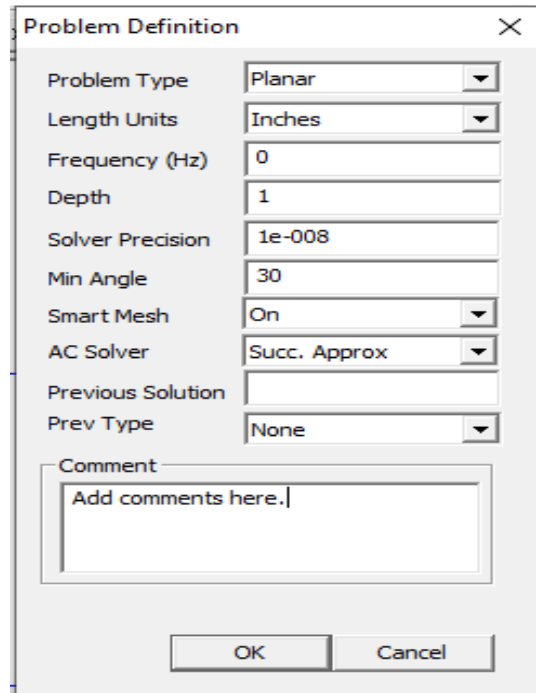 Problem Definition
Problem Type Planar
Length Units Inches
Frequency (Hz) 0
Depth 1
Solver Precision 1e-008
Min Angle 30
Smart Mesh On
AC Solver Succ. Approx
Previous Solution
Prev Type None
Comment
Add comments here.
OK Cancel